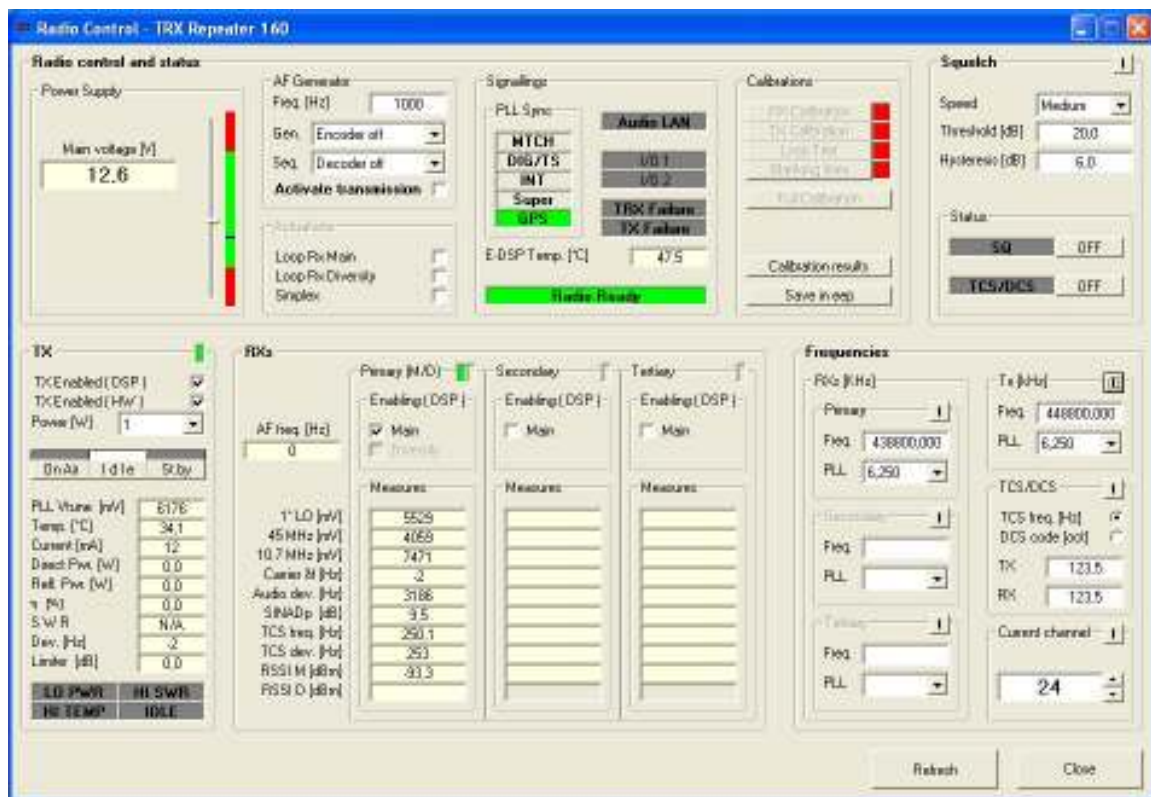 Radio Control - TRX Repeater 160
Radio control and status
Power Supply
Main voltage [V]
12.6
AF Generator
Freq. [Hz] 1000
Gen. Encoder off
Seq. Decoder off
Activate transmission
Loop Rx Main
Loop Rx Diversity
Simplex
Signallings
PLL Sync
MTCH
DIG/TS
INT
Super
GPS
Audio LAN
I/O 1
I/O 2
TRX Failure
TX Failure
E-DSP Temp. [°C] 47.5
Radio Ready
Calibrations
RX Calibration
TX Calibration
Loop Test
Full Calibration
Calibration results
Save in eep
Squelch
Speed Medium
Threshold [dB] 20,0
Hysteresis [dB] 6,0
Status
SQ OFF
TCS/DCS OFF
TX
TX Enabled ( DSP )
TX Enabled ( HW )
Power [W] 1
On Air Idle St.by
PLL Vtune [mV] 6176
Temp. [°C] 34.1
Current [mA] 12
Direct Pwr. [W] 0.0
Refl. Pwr. [W] 0.0
η [%] 0.0
S W R N/A
Dev. [Hz] -2
Limiter [dB] 0.0
LO PWR HI SWR
HI TEMP IDLE
RXs
AF freq. [Hz]
0
Primary (M/D)
Enabling ( DSP )
Main
Diversity
Secondary
Enabling ( DSP )
Main
Tertiary
Enabling ( DSP )
Main
Measures Measures Measures
1° LO [mV] 5529
45 MHz [mV] 4059
10.7 MHz [mV] 7471
Carrier δf [Hz] -2
Audio dev. [Hz] 3186
SINADp [dB] 9.5
TCS freq. [Hz] 250.1
TCS dev. [Hz] 253
RSSI M [dBm] -93,3
RSSI D [dBm]
Frequencies
RXs [KHz]
Primary
Freq. 438800,000
PLL 6,250
Secondary
Freq.
PLL
Tertiary
Freq.
PLL
Tx [kHz]
Freq. 448800,000
PLL 6,250
TCS/DCS
TCS freq. [Hz]
DCS code [oct]
TX 123.5
RX 123.5
Current channel
24
Refresh
Close